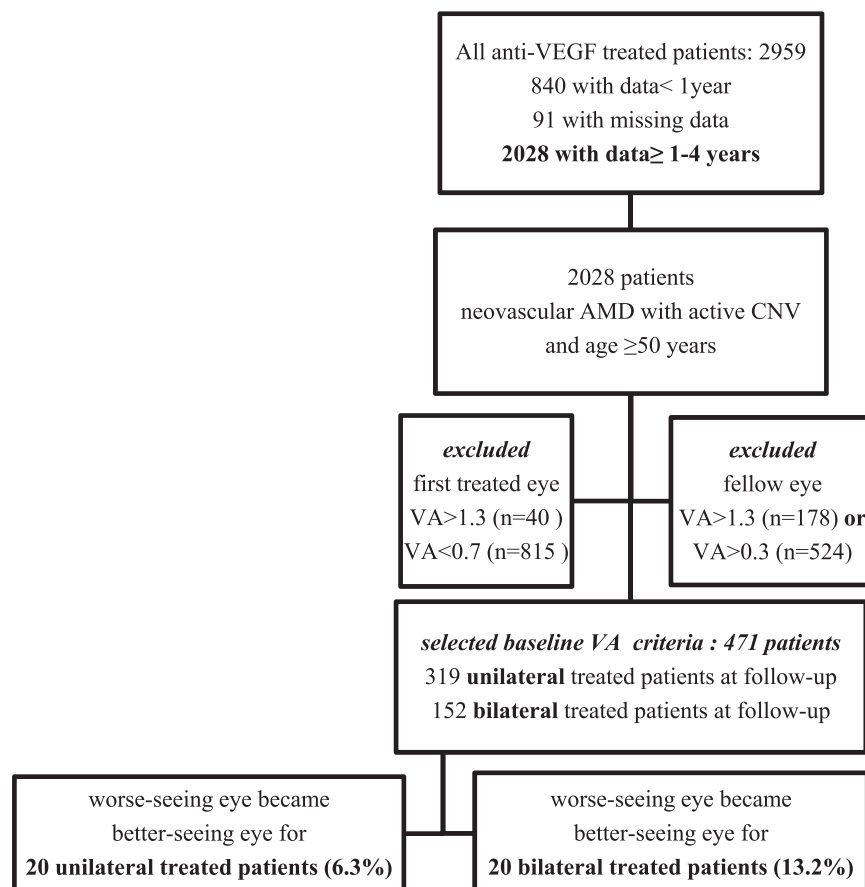 All anti-VEGF treated patients: 2959
840 with data< 1year
91 with missing data
2028 with data≥ 1-4 years
2028 patients
neovascular AMD with active CNV
and age ≥50 years
excluded
first treated eye
VA>1.3 (n=40 )
VA<0.7 (n=815 )
excluded
fellow eye
VA>1.3 (n=178) or
VA>0.3 (n=524)
selected baseline VA criteria : 471 patients
319 unilateral treated patients at follow-up
152 bilateral treated patients at follow-up
worse-seeing eye became
better-seeing eye for
20 unilateral treated patients (6.3%)
worse-seeing eye became
better-seeing eye for
20 bilateral treated patients (13.2%)